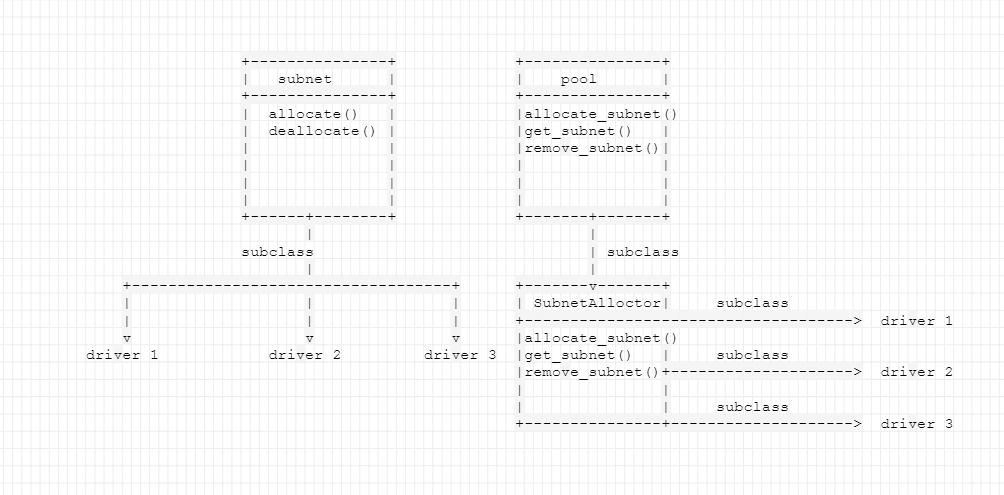 subnet
allocate()
deallocate()
subclass
driver 1
driver 2
driver 3
pool
allocate_subnet()
get_subnet()
remove_subnet()
subclass
SubnetAlloctor
allocate_subnet()
get_subnet()
remove_subnet()
subclass
driver 1
subclass
driver 2
subclass
driver 3